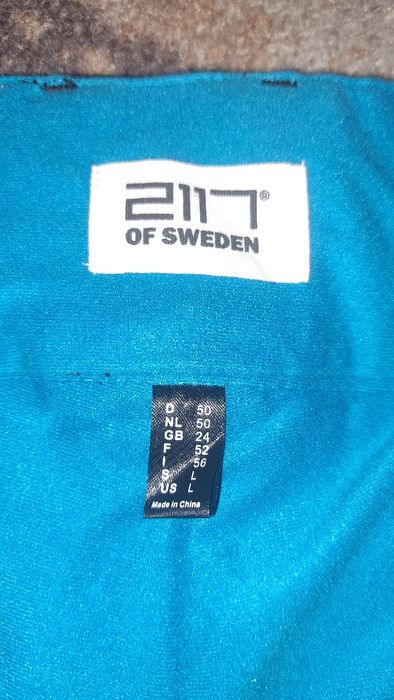 2117®
OF SWEDEN
D 50
NL 50
GB 24
F 52
I 56
S L
US L
Made in China